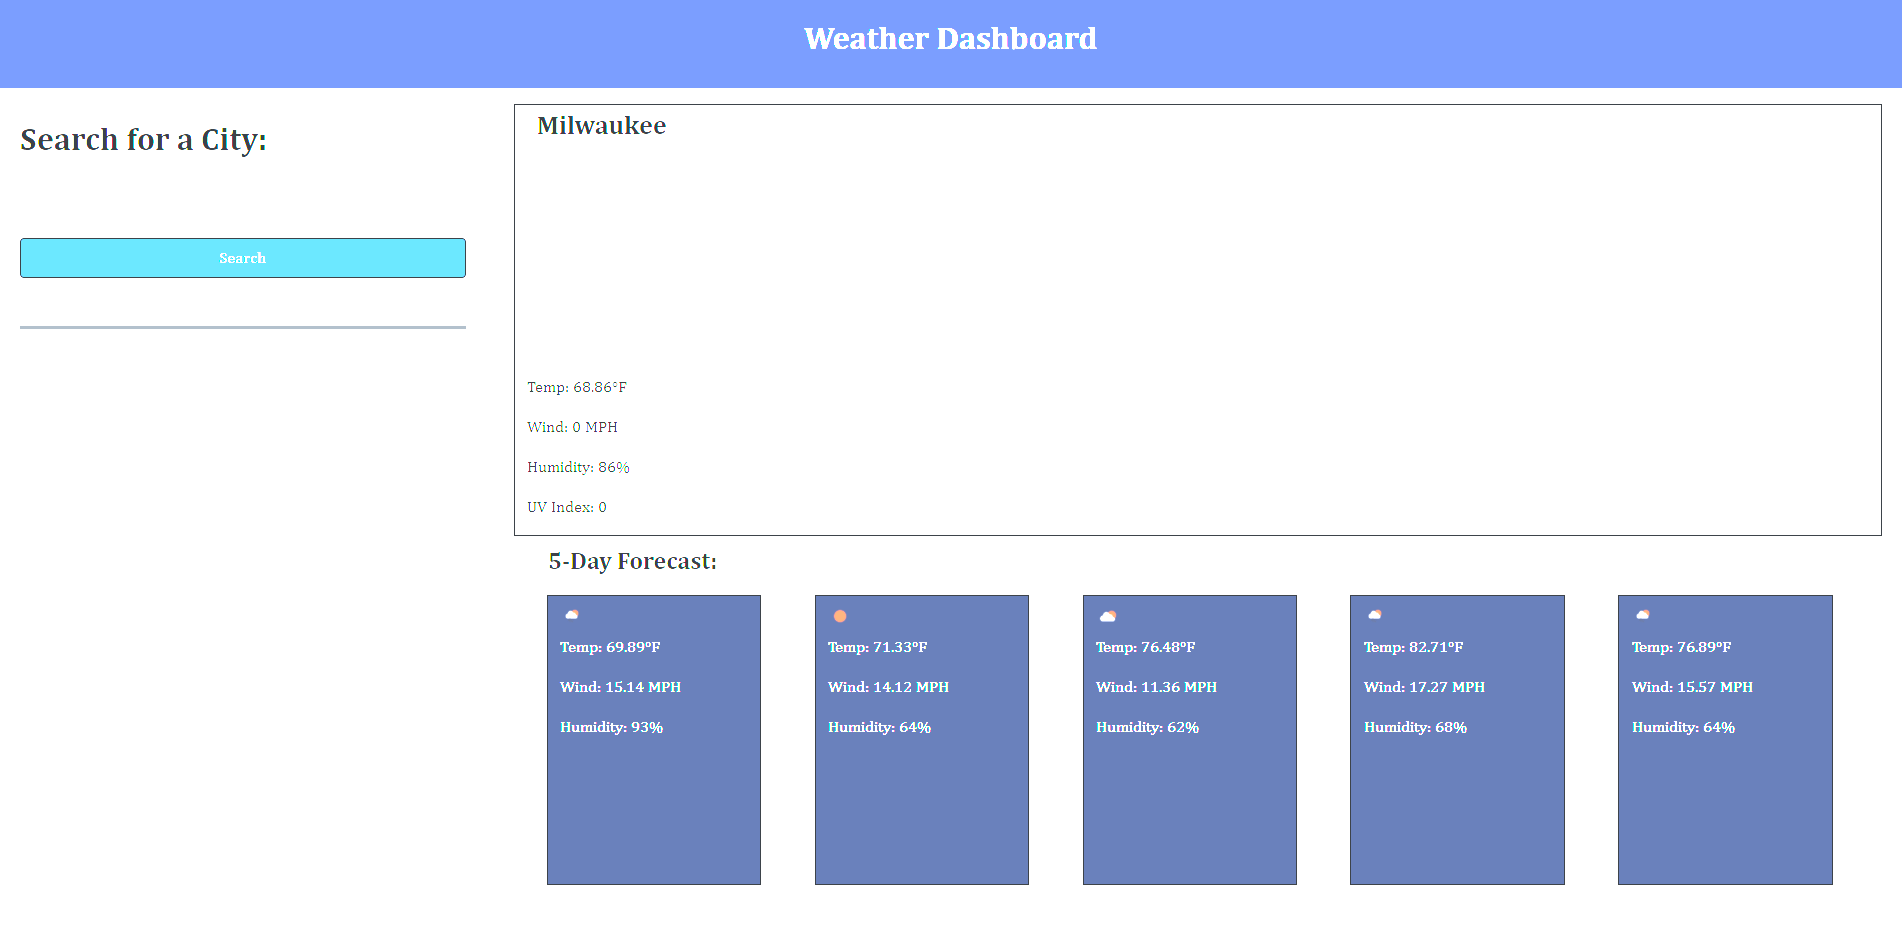 Weather Dashboard
Search for a City:
Search
Milwaukee
Temp: 68.86°F
Wind: 0 MPH
Humidity: 86%
UV Index: 0
5-Day Forecast:
Temp: 69.89°F
Wind: 15.14 MPH
Humidity: 93%
Temp: 71.33°F
Wind: 14.12 MPH
Humidity: 64%
Temp: 76.48°F
Wind: 11.36 MPH
Humidity: 62%
Temp: 82.71°F
Wind: 17.27 MPH
Humidity: 68%
Temp: 76.89°F
Wind: 15.57 MPH
Humidity: 64%